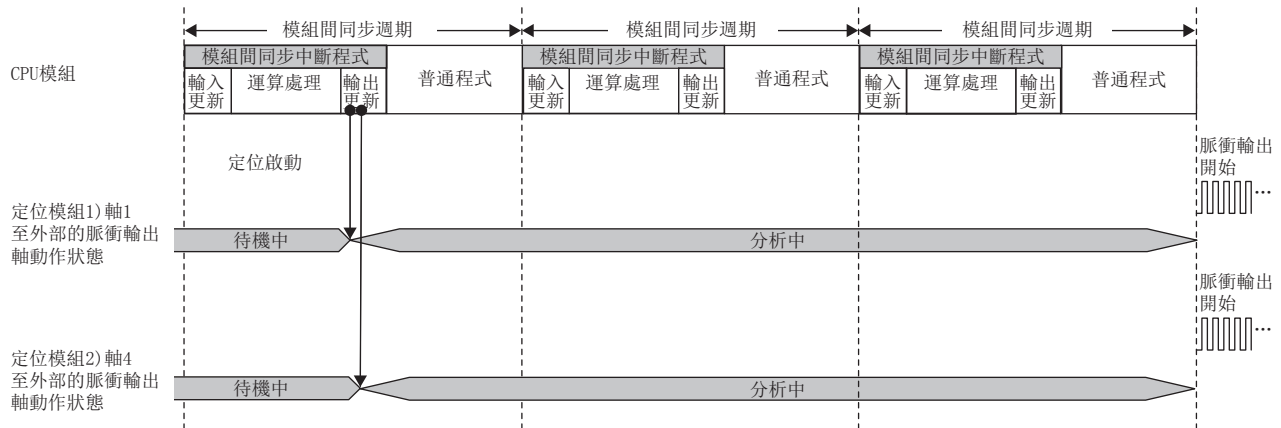 模組間同步週期 模組間同步週期 模組間同步週期
模組間同步中斷程式 模組間同步中斷程式 模組間同步中斷程式
CPU模組
輸入更新 運算處理 輸出更新 普通程式 輸入更新 運算處理 輸出更新 普通程式 輸入更新 運算處理 輸出更新 普通程式
定位啟動
脈衝輸出
開始
…
定位模組1)軸1
至外部的脈衝輸出
軸動作狀態
待機中 分析中
脈衝輸出
開始
…
定位模組2)軸4
至外部的脈衝輸出
軸動作狀態
待機中 分析中